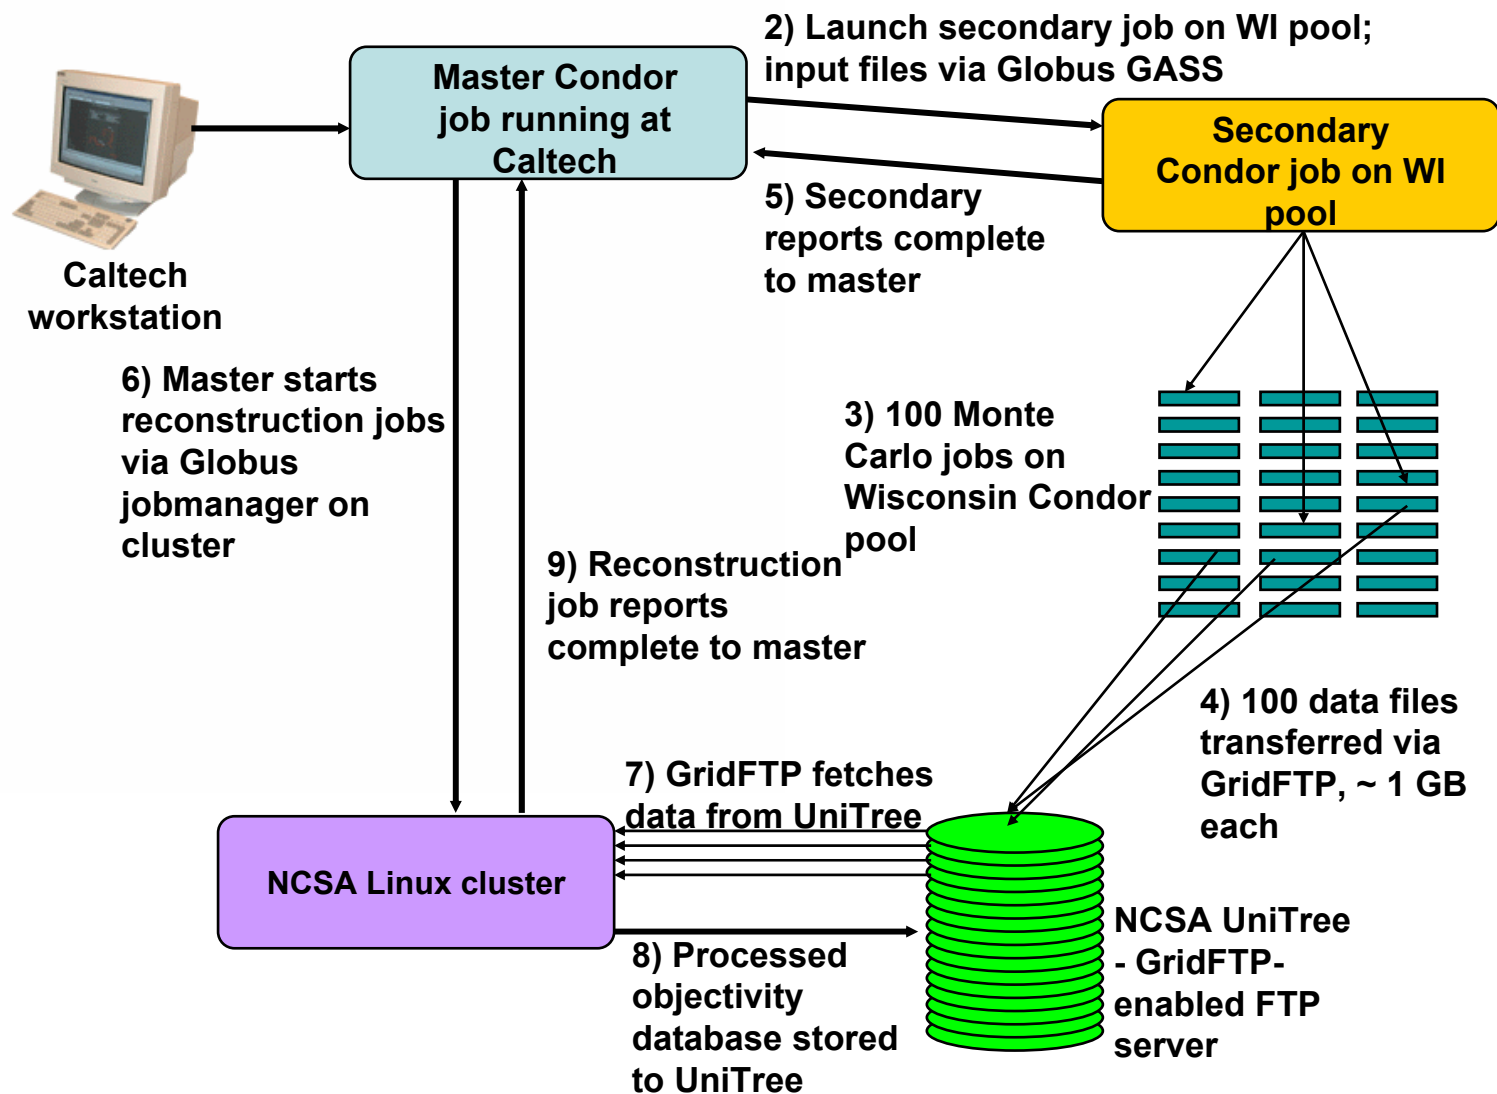 2) Launch secondary job on WI pool;
input files via Globus GASS
Master Condor
job running at
Caltech
Secondary
Condor job on WI
pool
5) Secondary
reports complete
to master
Caltech
workstation
6) Master starts
reconstruction jobs
via Globus
jobmanager on
cluster
3) 100 Monte
Carlo jobs on
Wisconsin Condor
pool
9) Reconstruction
job reports
complete to master
4) 100 data files
transferred via
GridFTP, ~ 1 GB
each
7) GridFTP fetches
data from UniTree
NCSA Linux cluster
NCSA UniTree
- GridFTP-
enabled FTP
server
8) Processed
objectivity
database stored
to UniTree